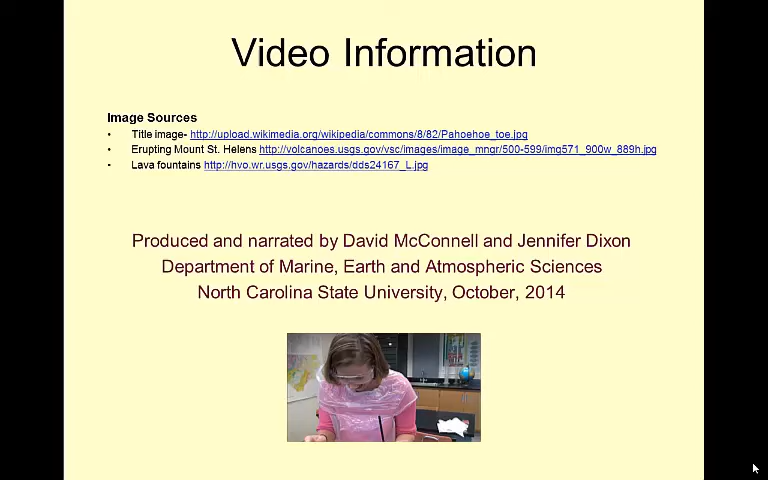 Video Information
Image Sources
• Title image- http://upload.wikimedia.org/wikipedia/commons/8/82/Pahoehoe_toe.jpg
• Erupting Mount St. Helens http://volcanoes.usgs.gov/vsc/images/image_mngr/500-599/img571_900w_889h.jpg
• Lava fountains http://hvo.wr.usgs.gov/hazards/dds24167_L.jpg
Produced and narrated by David McConnell and Jennifer Dixon
Department of Marine, Earth and Atmospheric Sciences
North Carolina State University, October, 2014